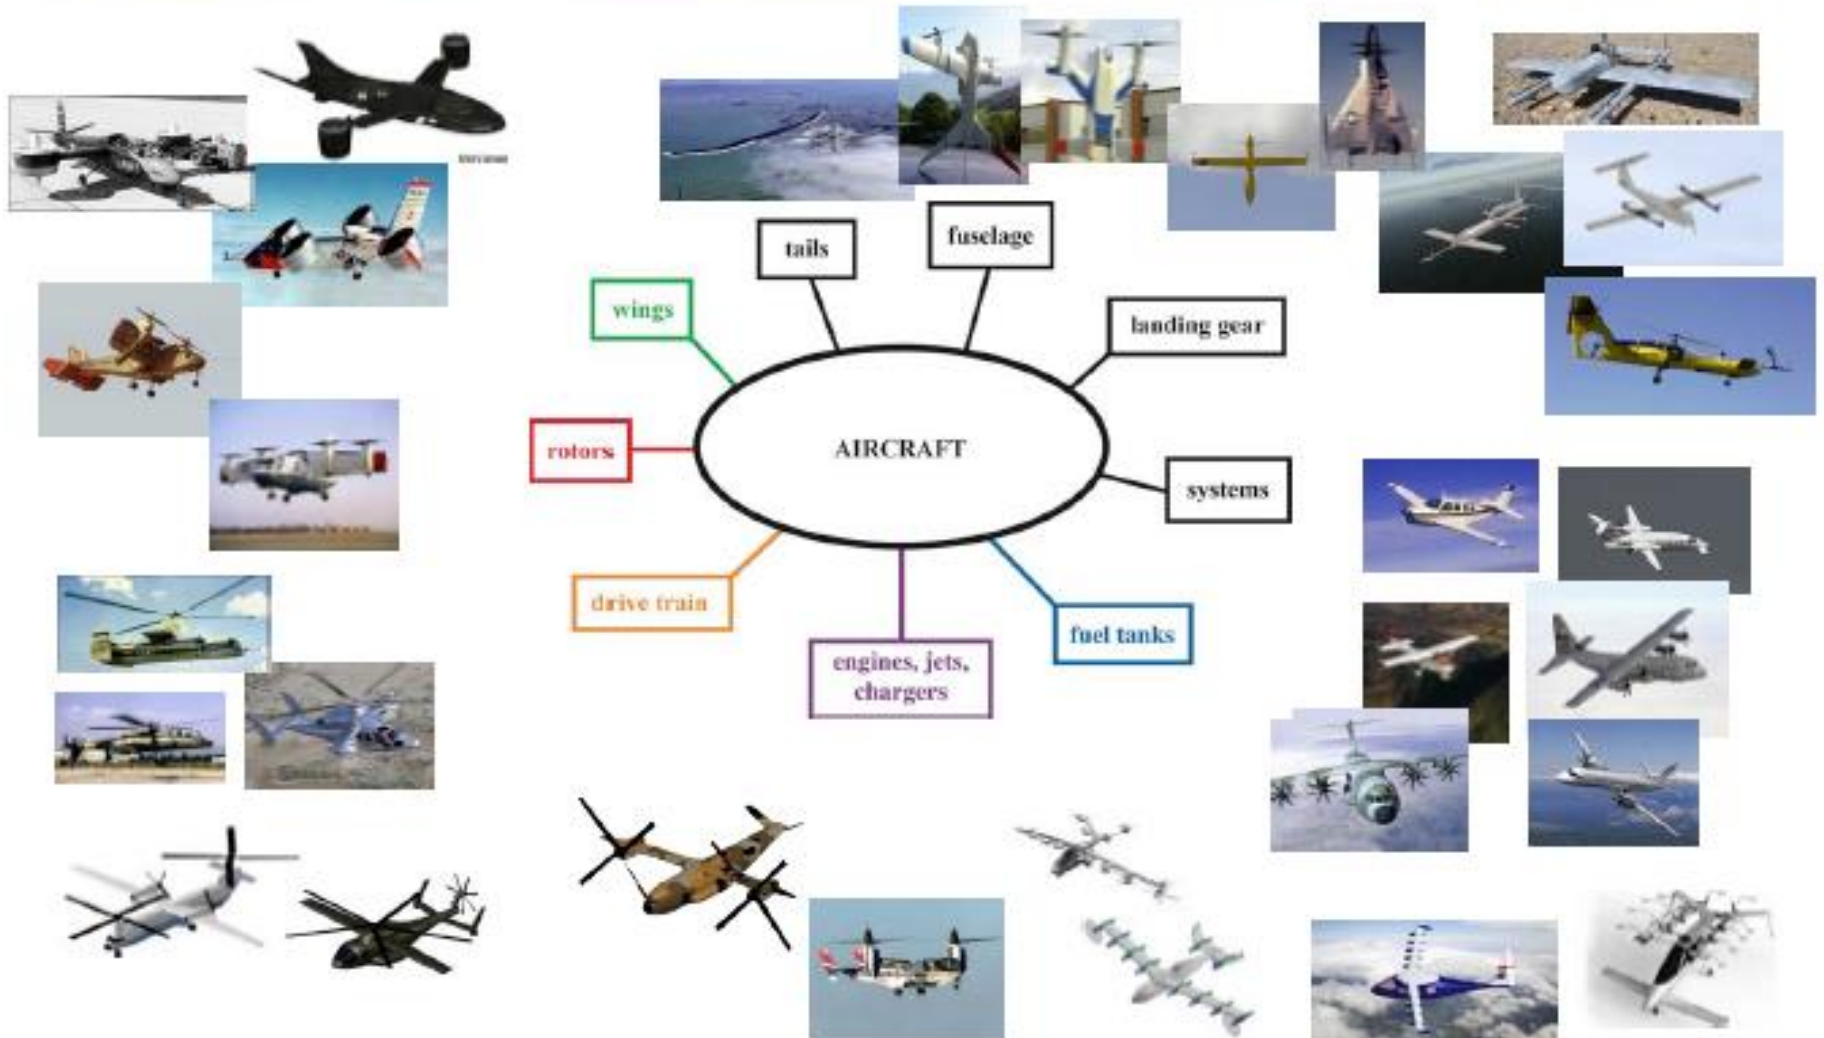 tails
fuselage
wings
landing gear
rotors
AIRCRAFT
systems
drive train
engines, jets,
chargers
fuel tanks